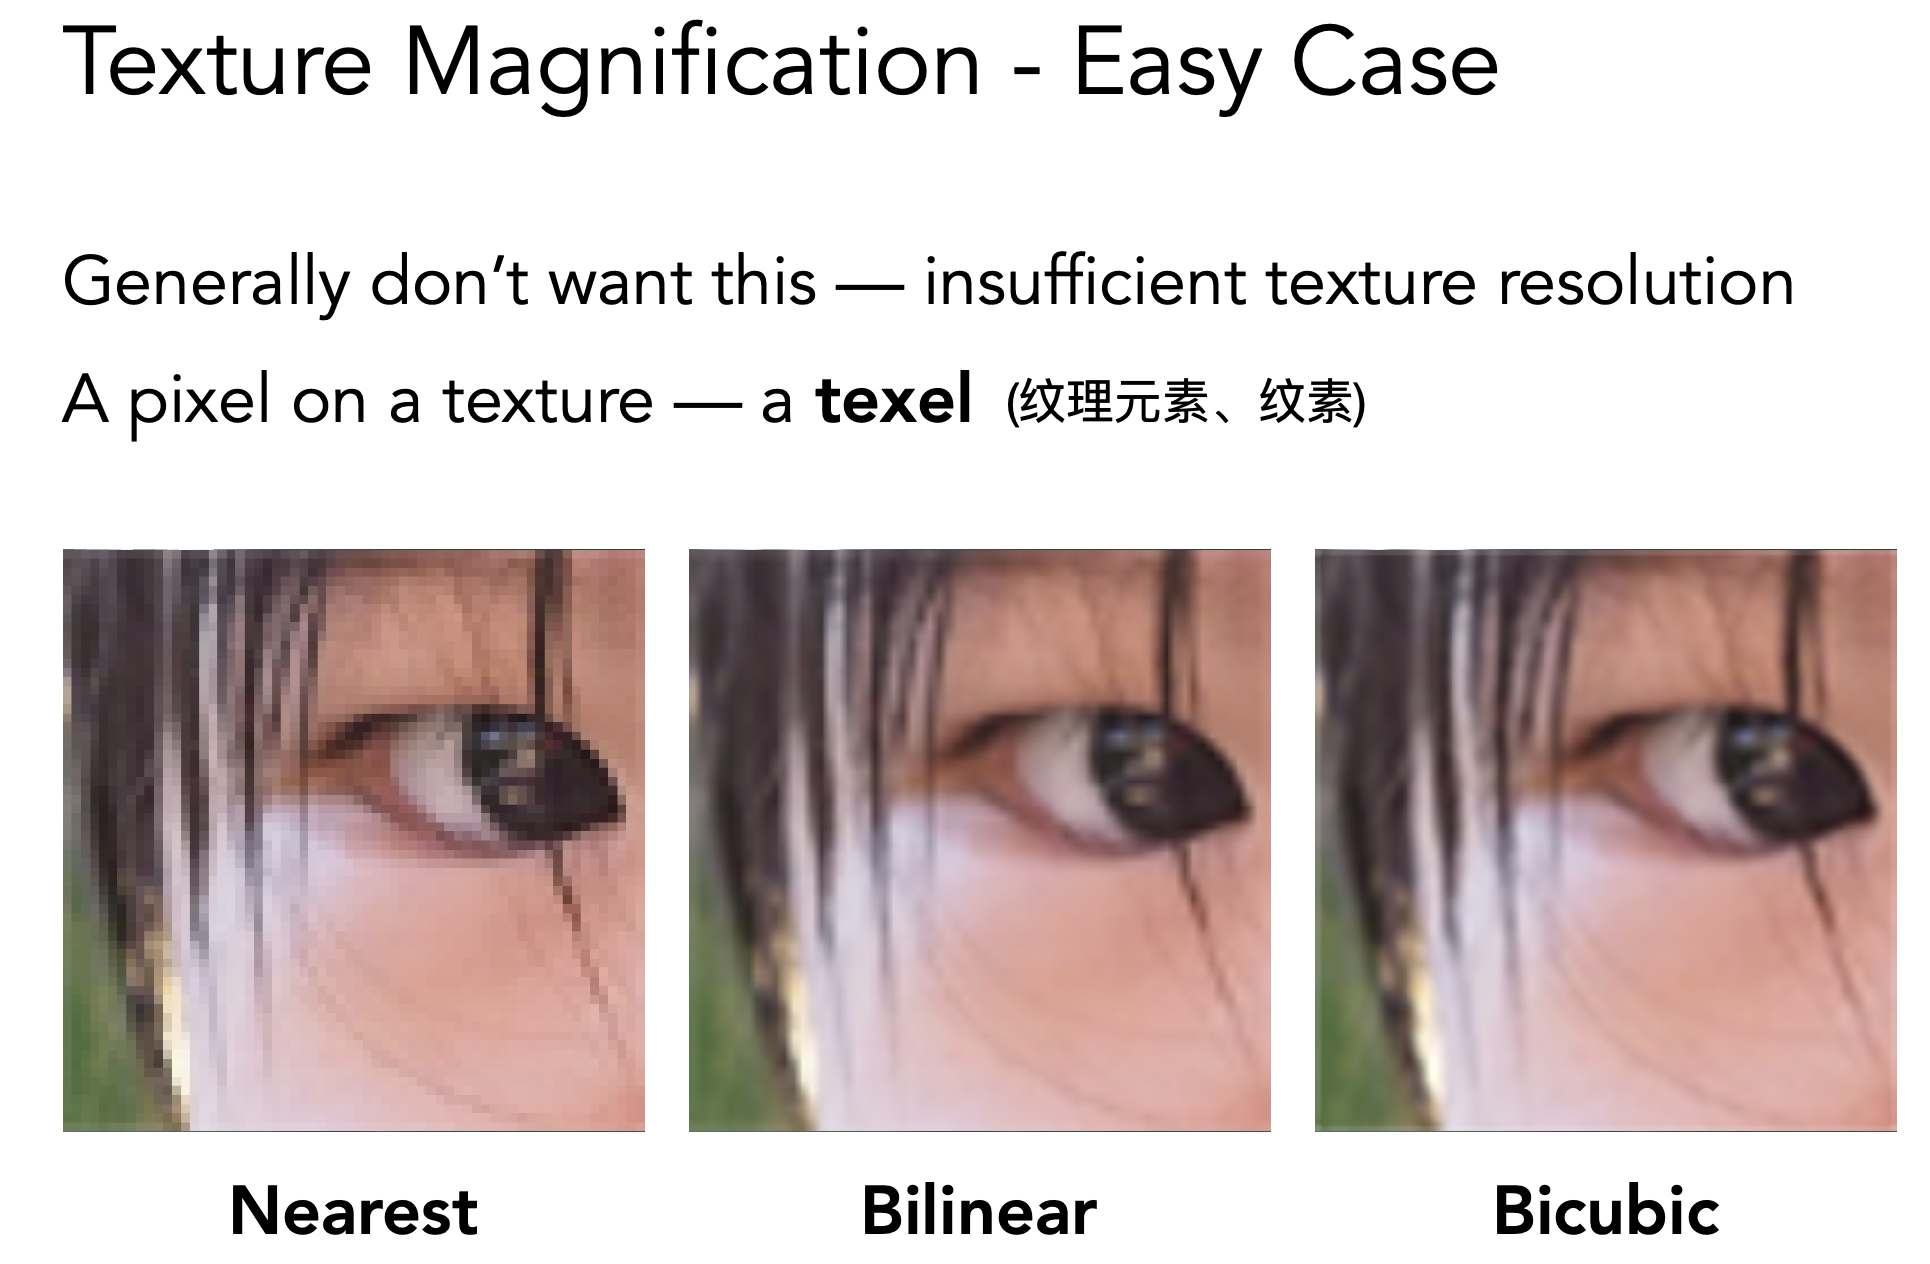 Texture Magnification - Easy Case
Generally don’t want this — insufficient texture resolution
A pixel on a texture — a texel (纹理元素、纹素)
Nearest
Bilinear
Bicubic